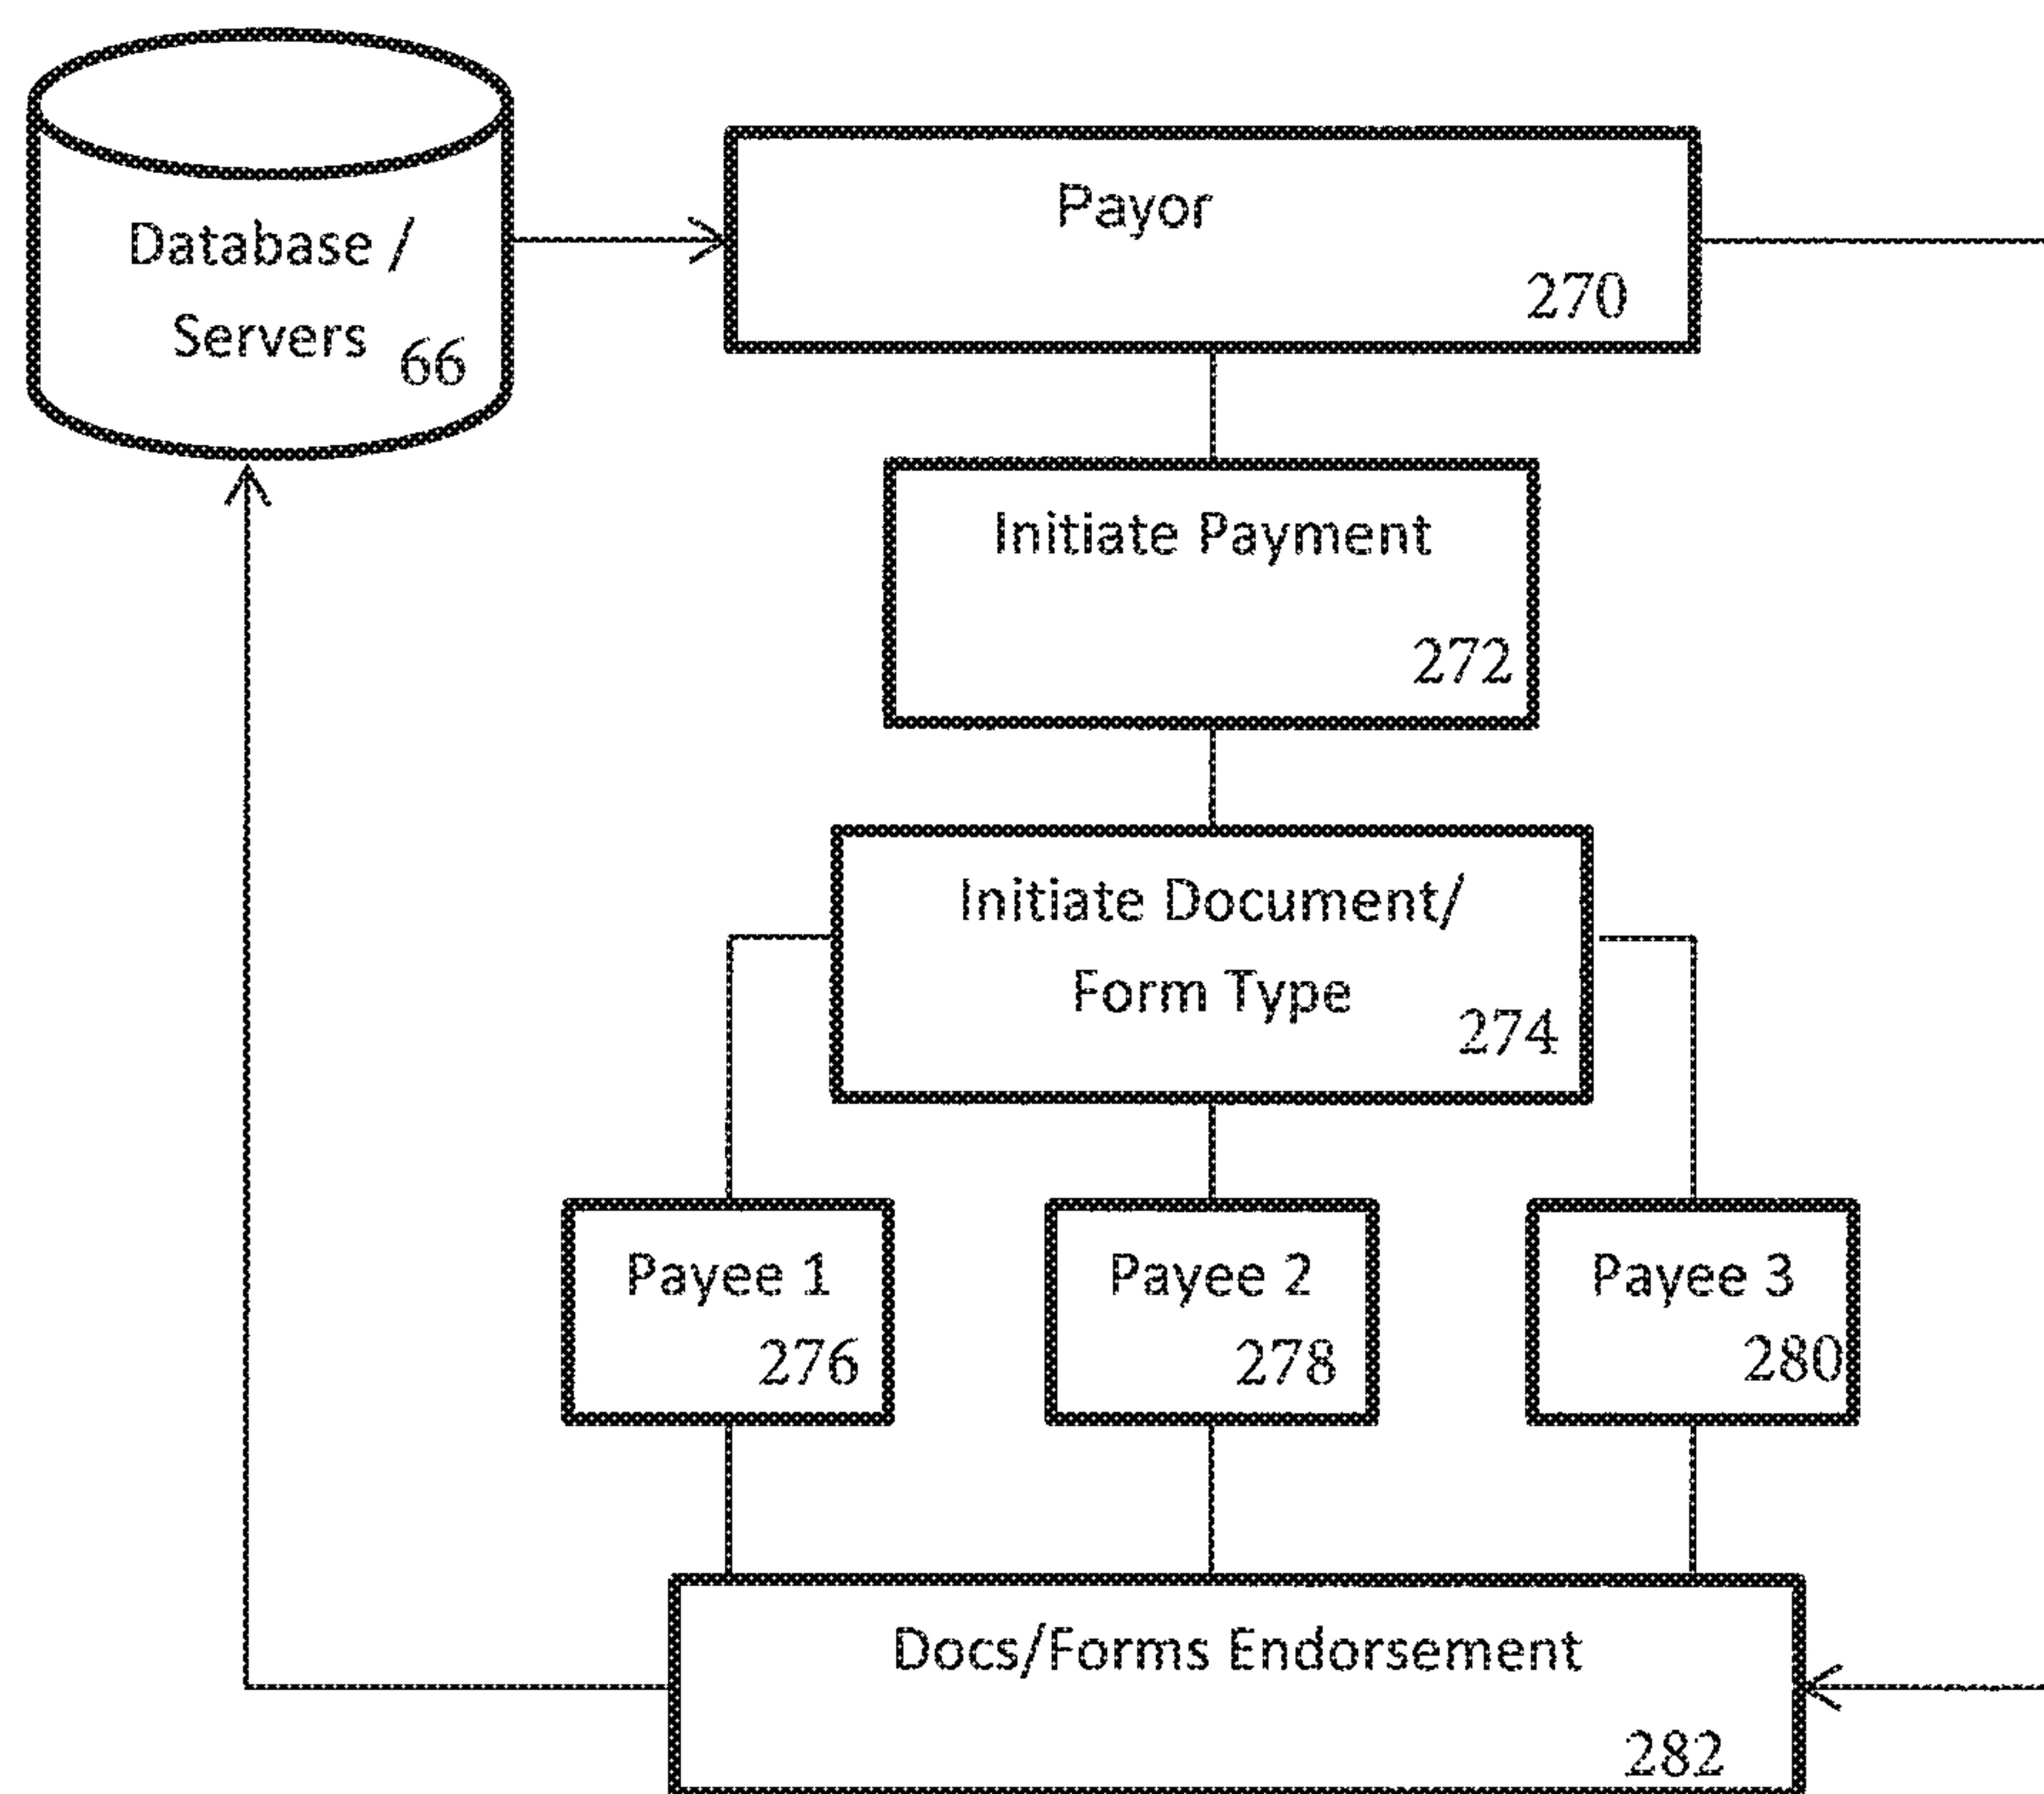 Database /
Servers 66
Payor
270
Initiate Payment
272
Initiate Document/
Form Type
274
Payee 1
276
Payee 2
278
Payee 3
280
Docs/Forms Endorsement
282